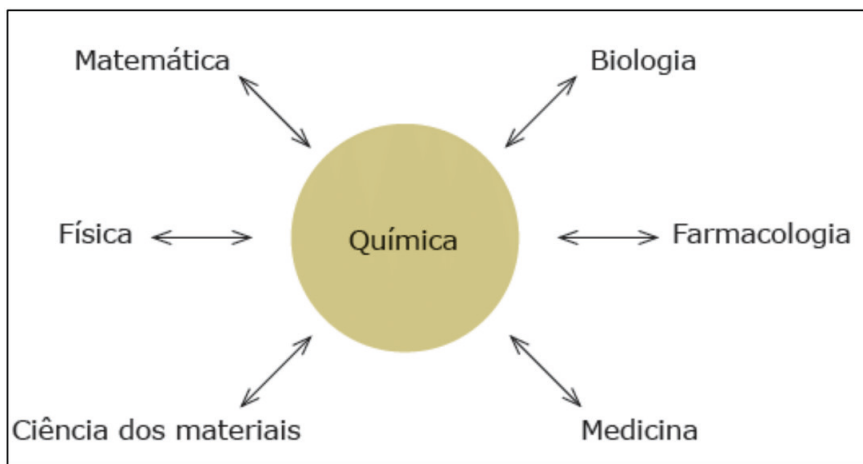 Matemática
Biologia
Física
Química
Farmacologia
Ciência dos materiais
Medicina